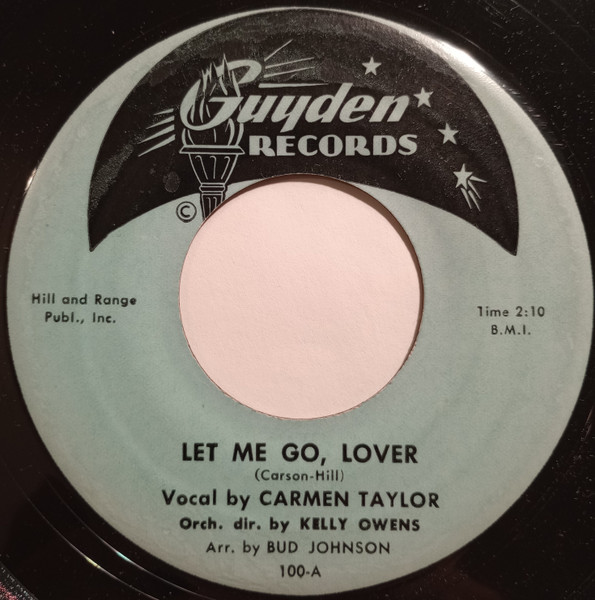 Guyden
RECORDS
©
Hill and Range
Publ., Inc.
Time 2:10
B.M.I.
LET ME GO, LOVER
(Carson-Hill)
Vocal by CARMEN TAYLOR
Orch. dir. by KELLY OWENS
Arr. by BUD JOHNSON
100-A